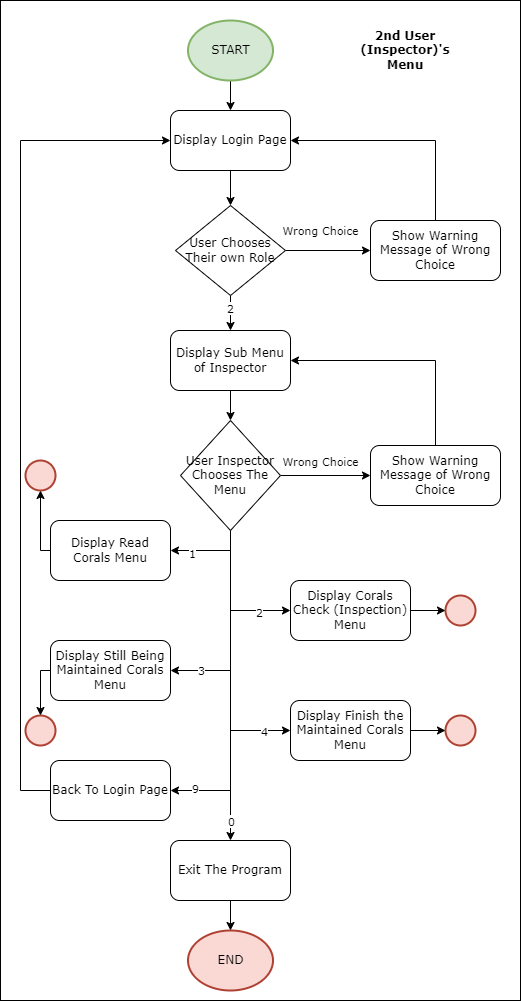 START
2nd User
(Inspector)'s
Menu
Display Login Page
User Chooses
Their own Role
Wrong Choice
Show Warning
Message of Wrong
Choice
2
Display Sub Menu
of Inspector
User Inspector
Chooses The
Menu
Wrong Choice
Show Warning
Message of Wrong
Choice
Display Read
Corals Menu
1
2
Display Corals
Check (Inspection)
Menu
Display Still Being
Maintained Corals
Menu
3
4
Display Finish the
Maintained Corals
Menu
Back To Login Page
9
0
Exit The Program
END